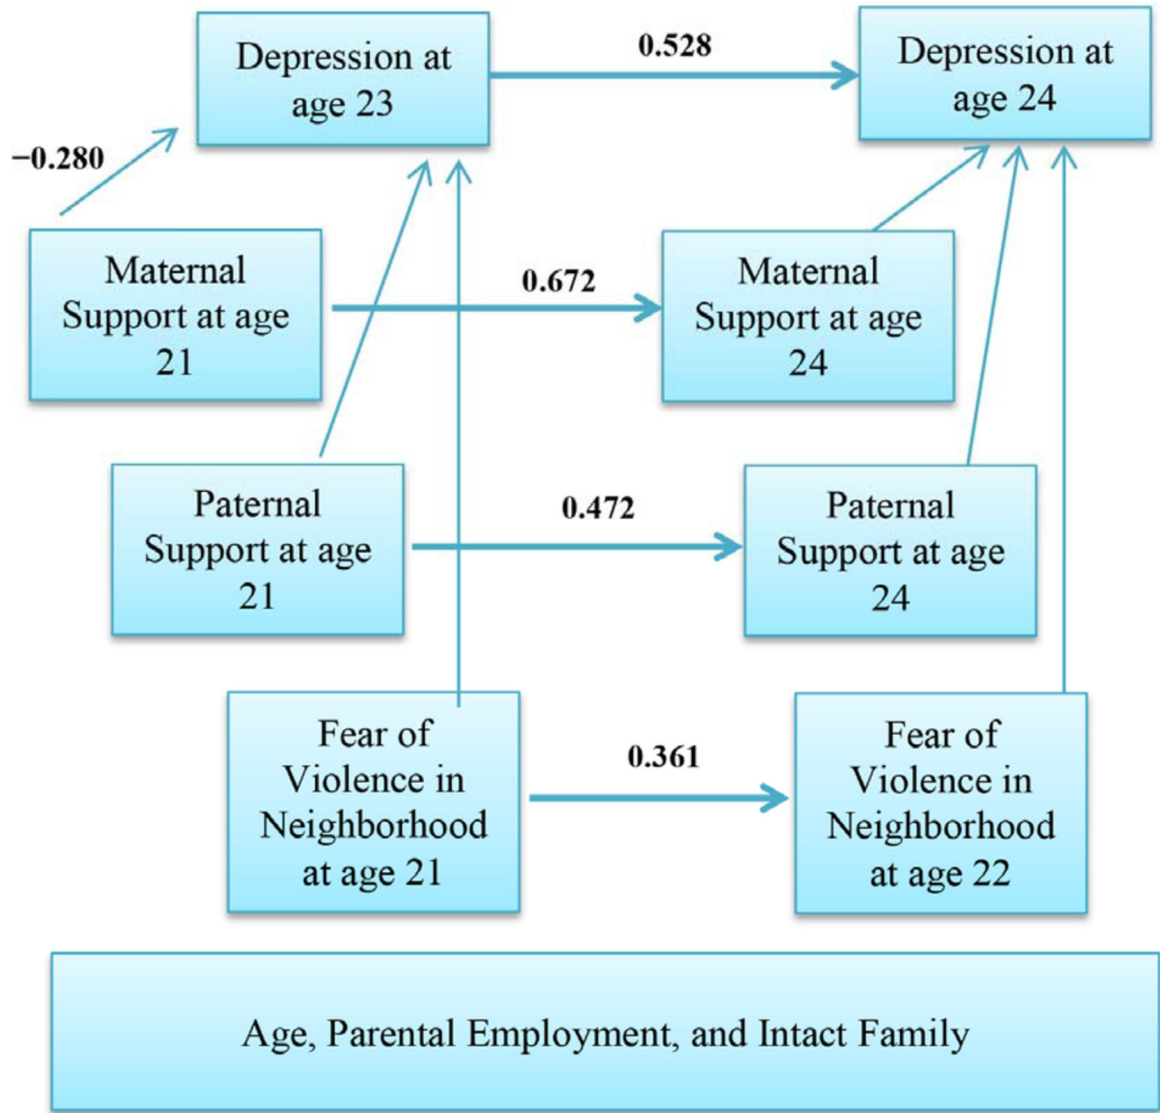 Depression at
age 23
0.528
Depression at
age 24
−0.280
Maternal
Support at age
21
0.672
Maternal
Support at age
24
Paternal
Support at age
21
0.472
Paternal
Support at age
24
Fear of
Violence in
Neighborhood
at age 21
0.361
Fear of
Violence in
Neighborhood
at age 22
Age, Parental Employment, and Intact Family